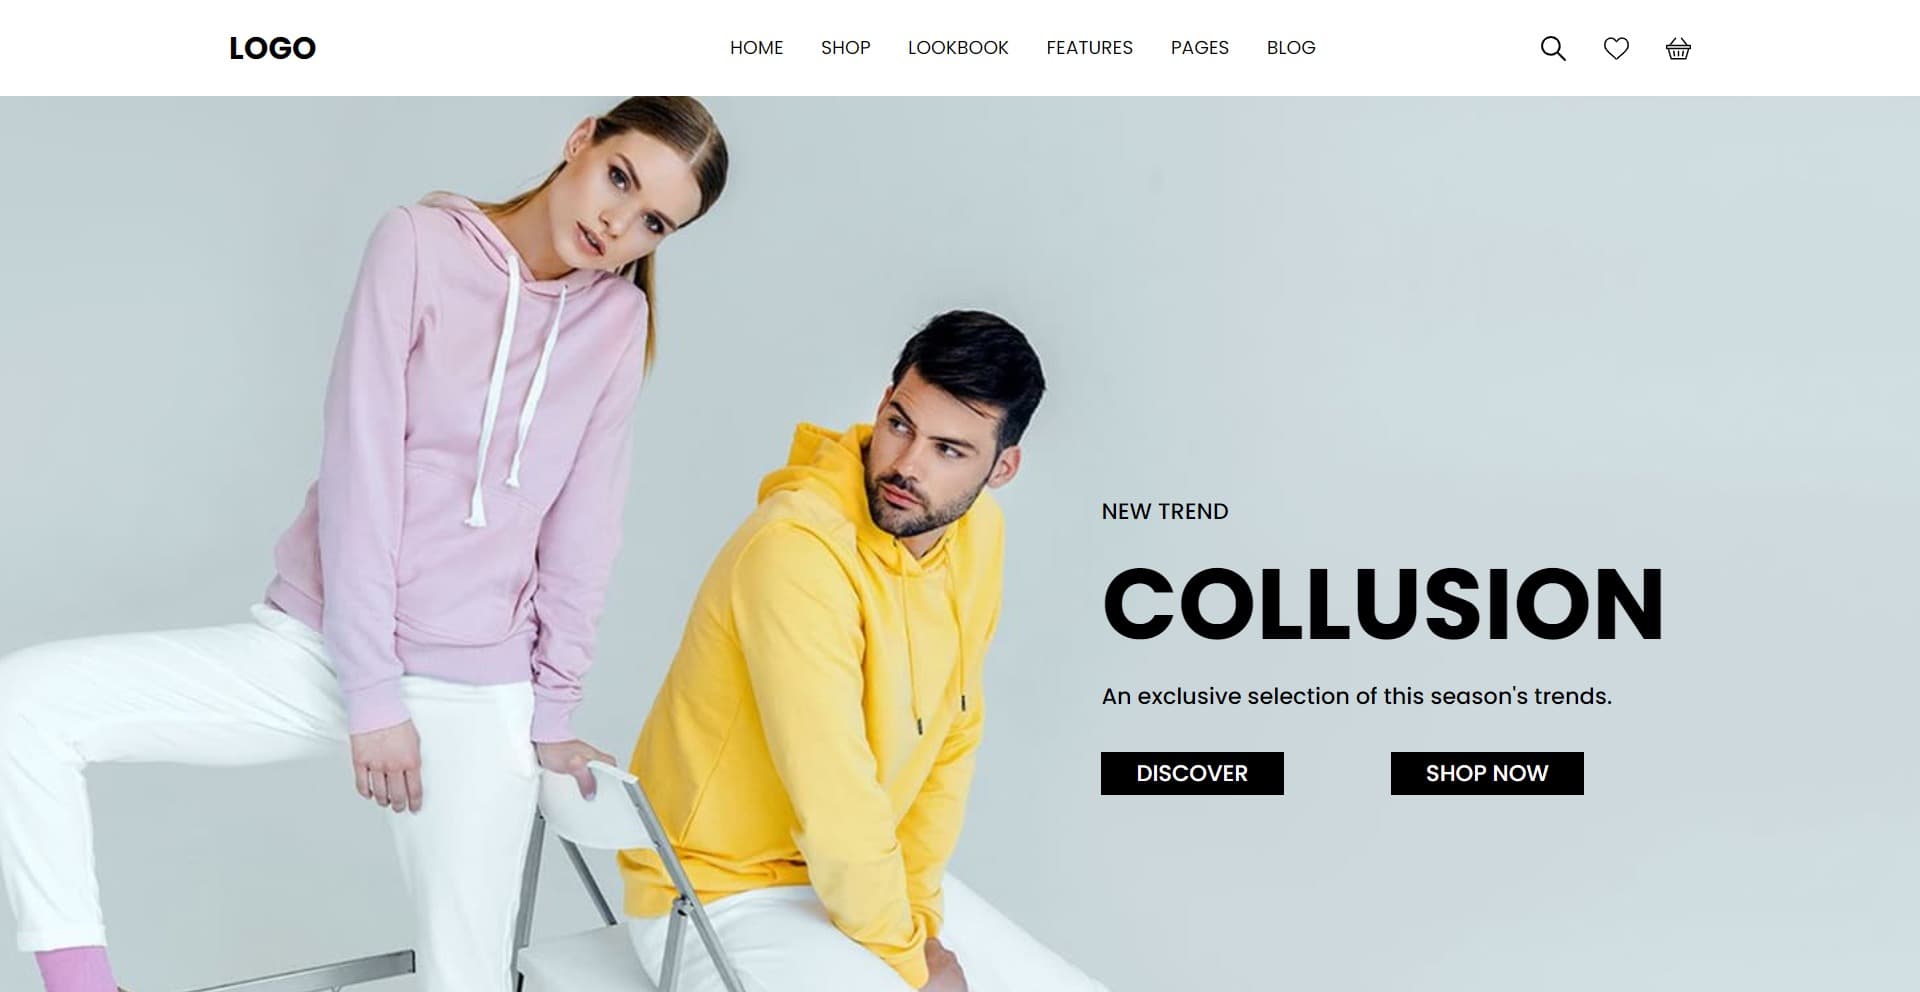 LOGO
HOME SHOP LOOKBOOK FEATURES PAGES BLOG
NEW TREND
COLLUSION
An exclusive selection of this season's trends.
DISCOVER SHOP NOW